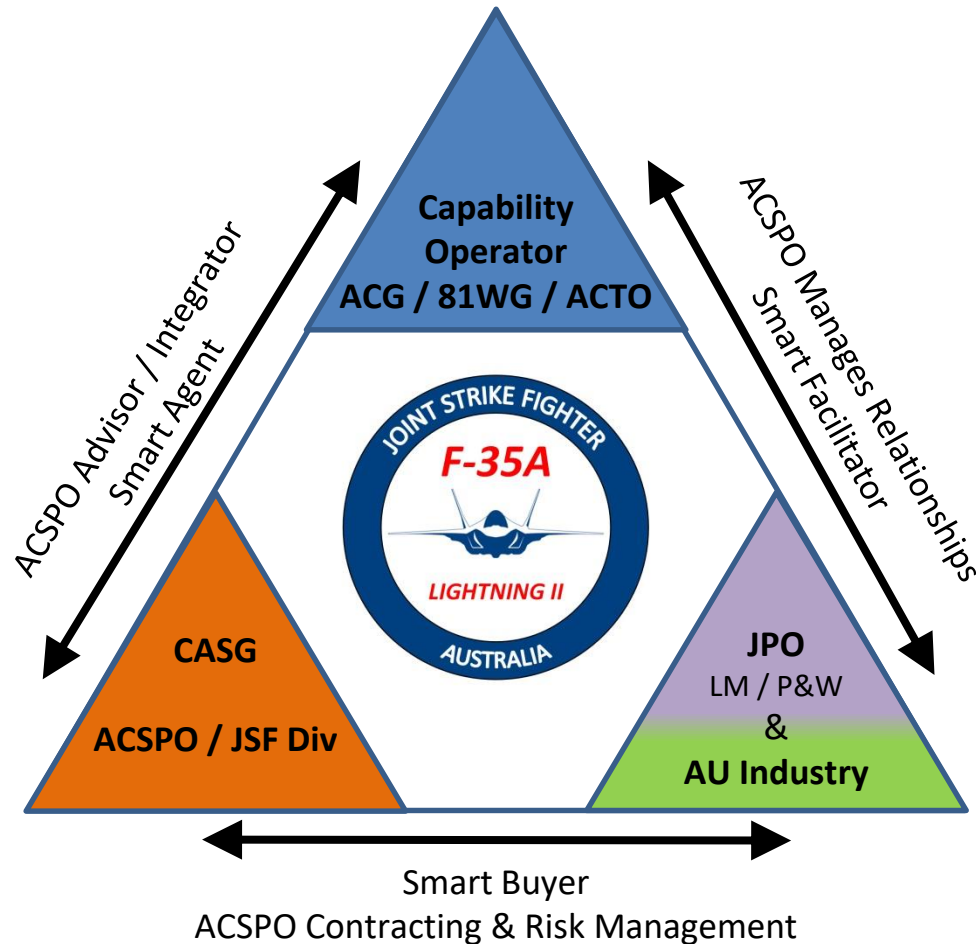 Capability
Operator
ACG / 81WG / ACTO
ACSPO Advisor / Integrator
Smart Agent
ACSPO Manages Relationships
Smart Facilitator
JOINT STRIKE FIGHTER
F-35A
LIGHTNING II
AUSTRALIA
CASG
ACSPO / JSF Div
JPO
LM / P&W
&
AU Industry
Smart Buyer
ACSPO Contracting & Risk Management